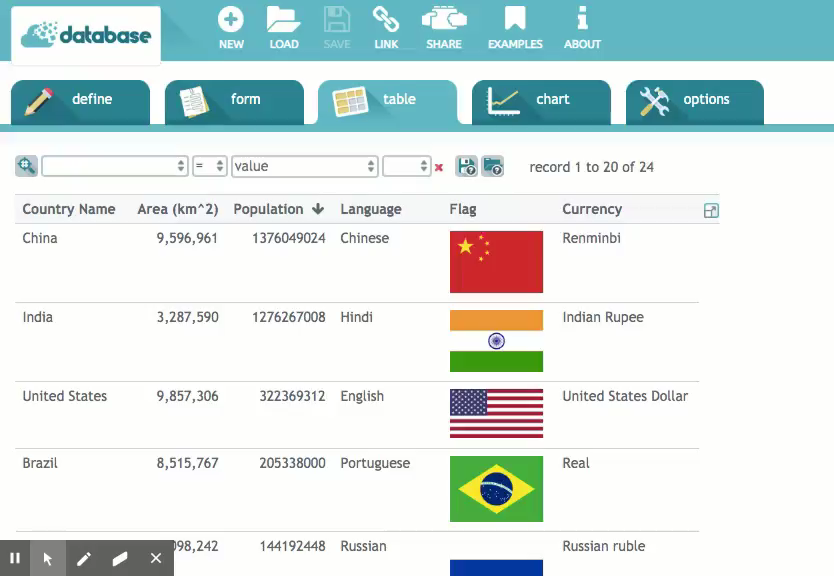 database
NEW LOAD SAVE LINK SHARE EXAMPLES ABOUT
define form table chart options
= value record 1 to 20 of 24
Country Name Area (km^2) Population Language Flag Currency
China 9,596,961 1376049024 Chinese Renminbi
India 3,287,590 1276267008 Hindi Indian Rupee
United States 9,857,306 322369312 English United States Dollar
Brazil 8,515,767 205338000 Portuguese Real
098,242 144192448 Russian Russian ruble